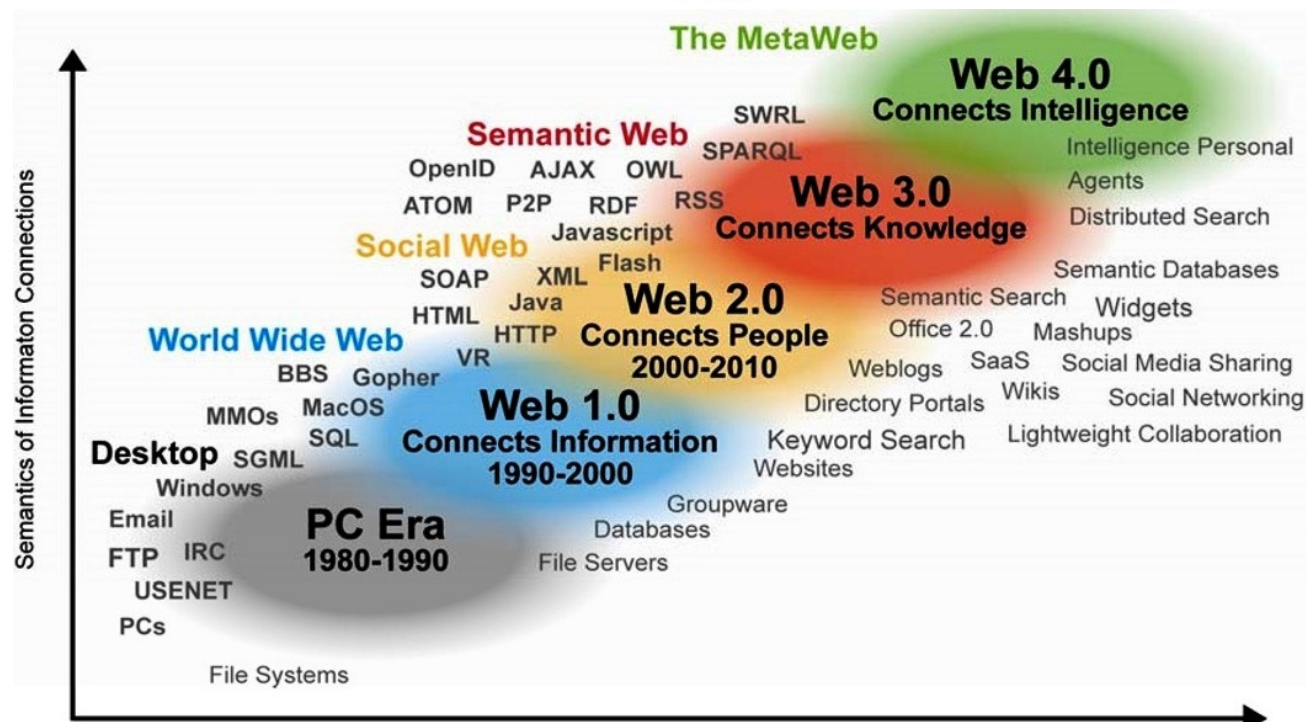 The MetaWeb
Web 4.0
Connects Intelligence
SWRL
Semantic Web
SPARQL
Intelligence Personal
Agents
OpenID AJAX OWL
Web 3.0
Connects Knowledge
ATOM P2P RDF RSS
Distributed Search
Javascript
Social Web
Flash
SOAP XML
Semantic Databases
Web 2.0
Connects People
2000-2010
Java
HTML
HTTP
Semantic Search
Widgets
Office 2.0
Mashups
World Wide Web
VR
Weblogs
SaaS
Social Media Sharing
BBS Gopher
Wikis
Social Networking
MMOs MacOS
Web 1.0
Connects Information
1990-2000
Directory Portals
SQL
Keyword Search
Lightweight Collaboration
Desktop
SGML
Websites
Windows
Groupware
Email
PC Era
1980-1990
Databases
FTP IRC
File Servers
USENET
PCs
File Systems
Semantics of Informaton Connections